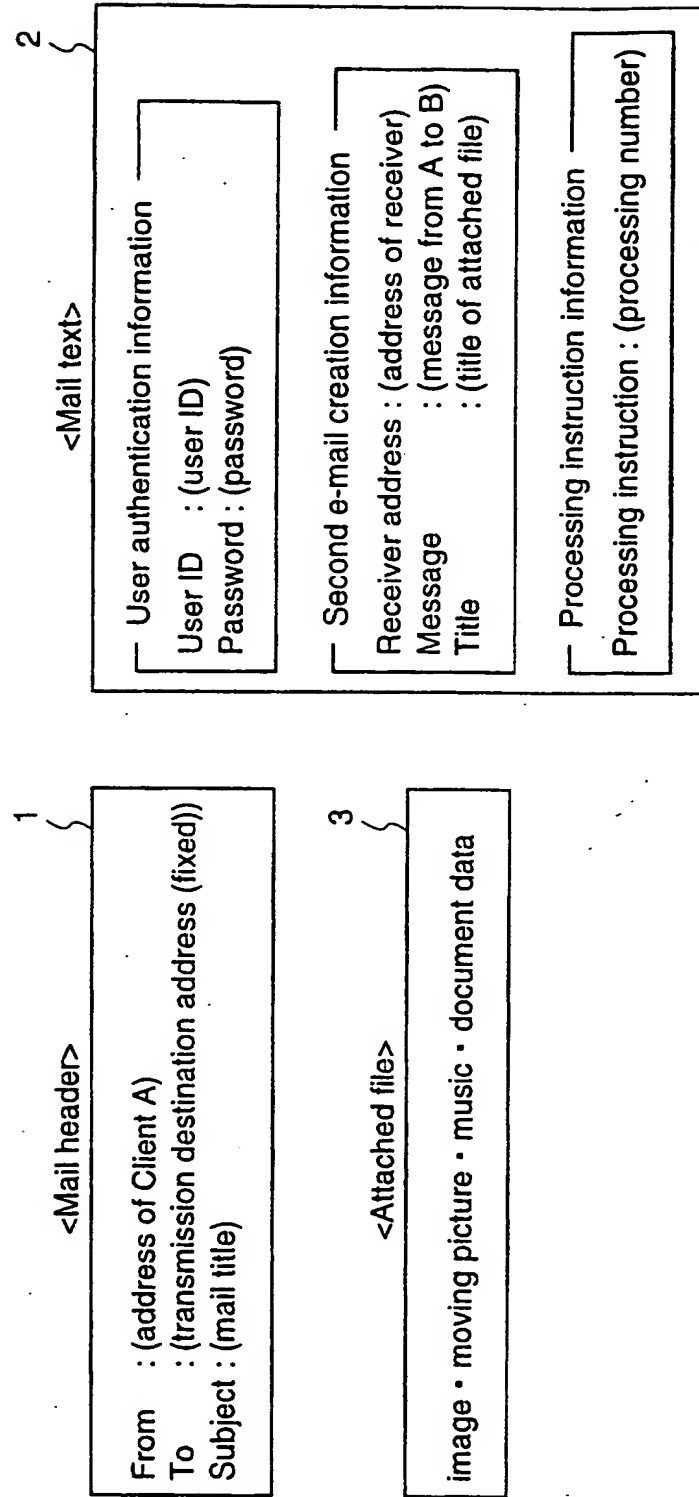 <Mail header>
1
From : (address of Client A)
To : (transmission destination address (fixed))
Subject : (mail title)
<Attached file>
3
image ▪ moving picture ▪ music ▪ document data
<Mail text>
2
User authentication information
User ID : (user ID)
Password : (password)
Second e-mail creation information
Receiver address : (address of receiver)
Message : (message from A to B)
Title : (title of attached file)
Processing instruction information
Processing instruction : (processing number)